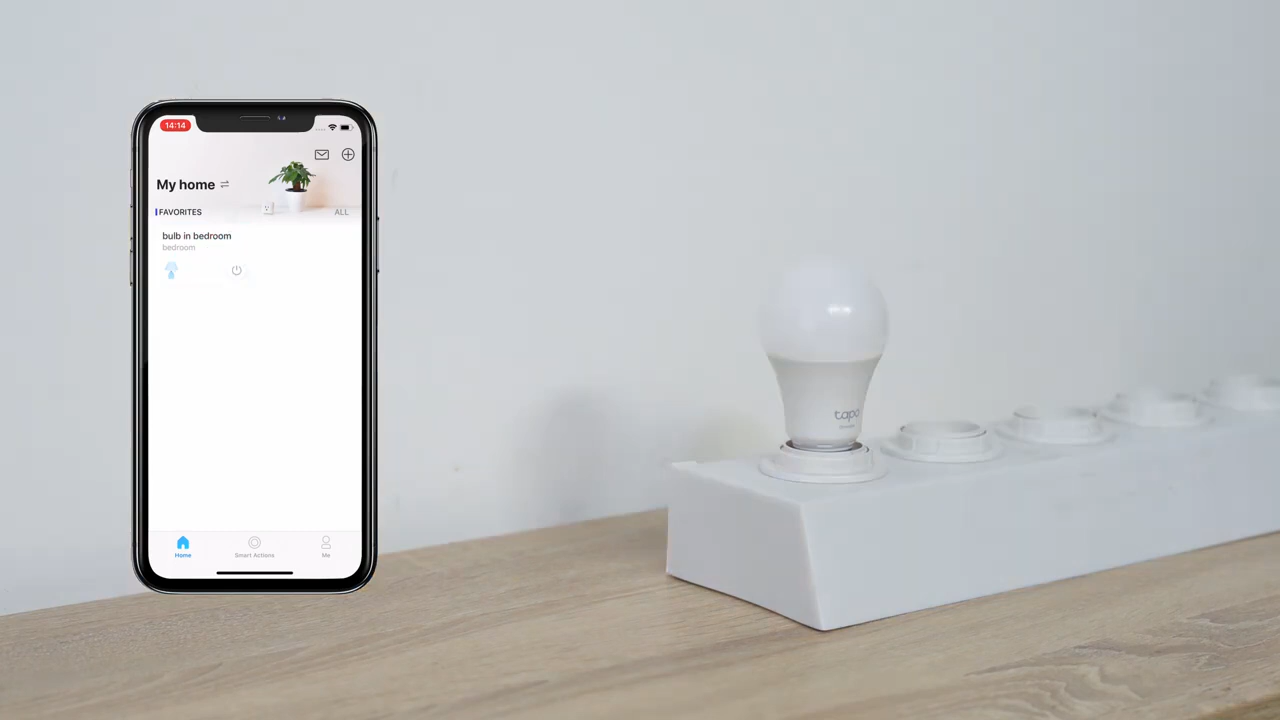 14:14
My home
FAVORITES
ALL
bulb in bedroom
bedroom
Home
Smart Actions
Me
tapo